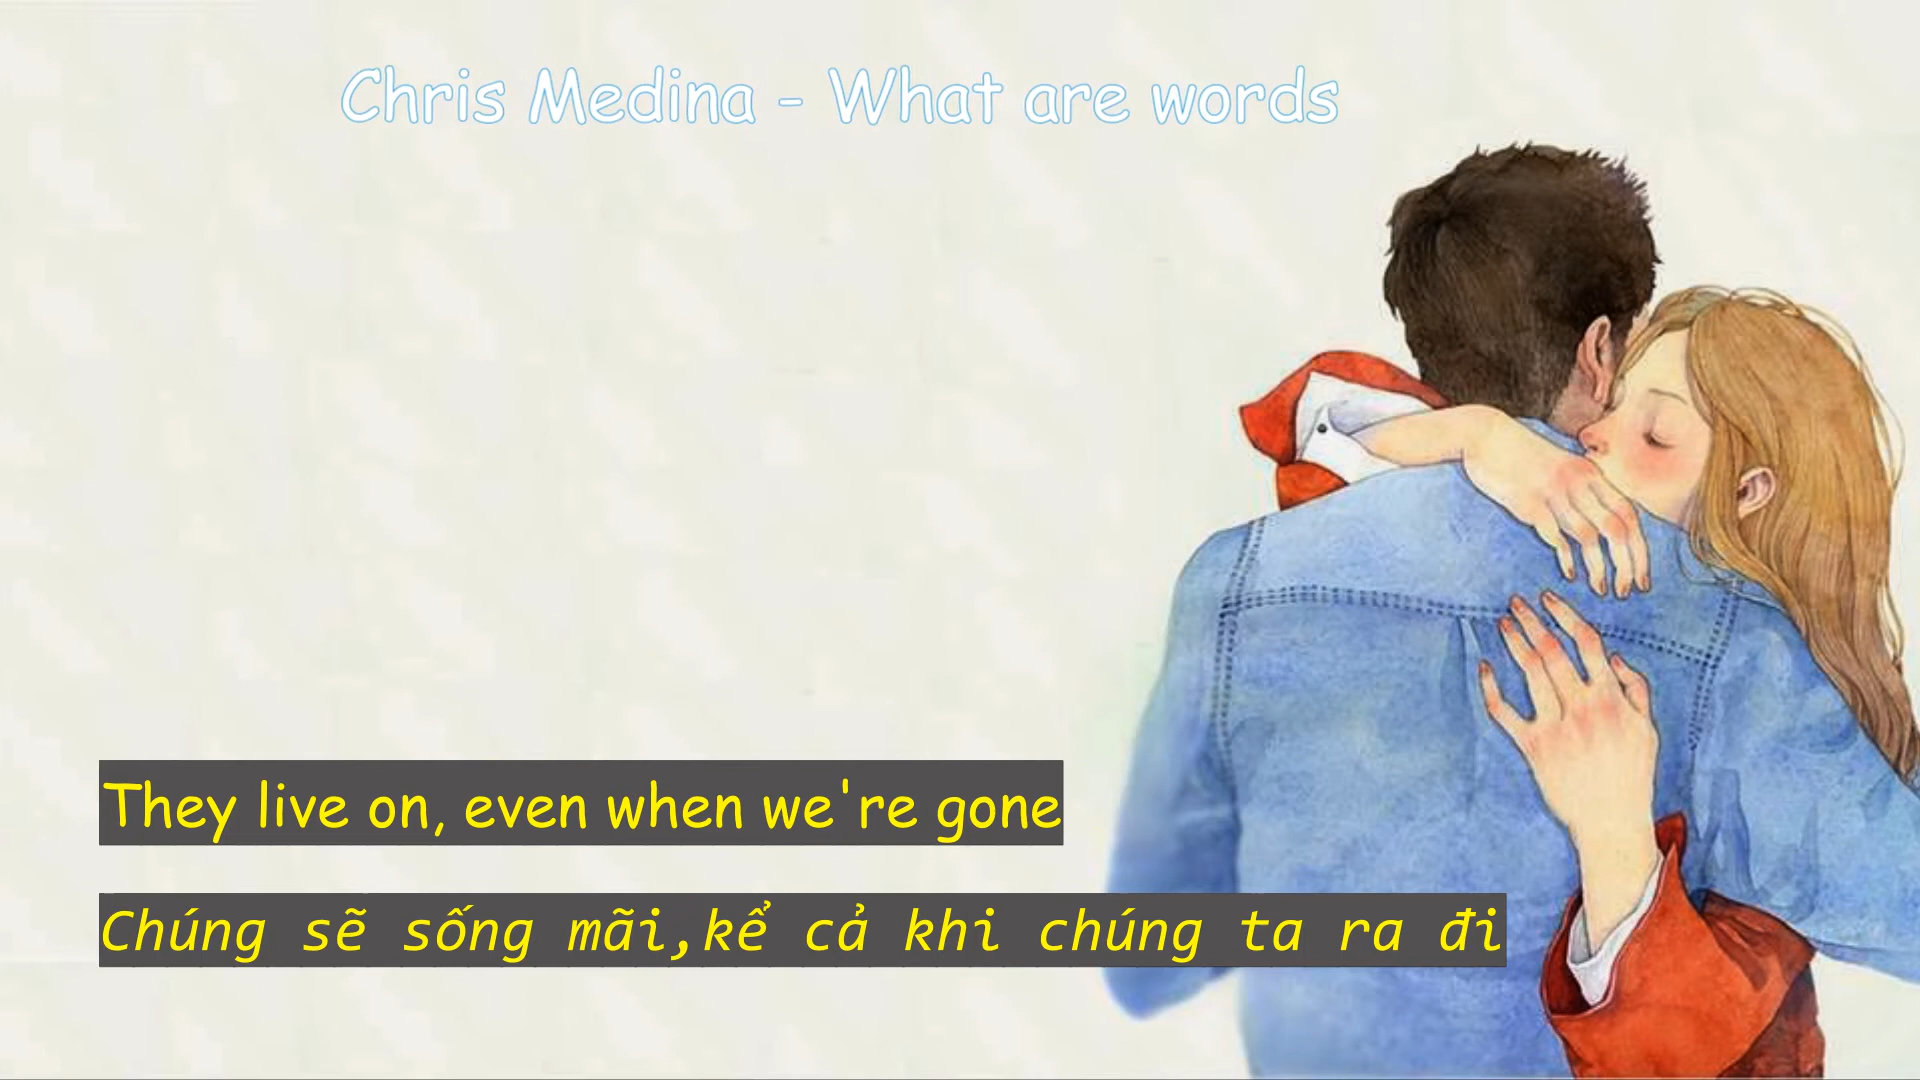 Chris Medina - What are words
They live on, even when we're gone
Chúng sẽ sống mãi,kể cả khi chúng ta ra đi